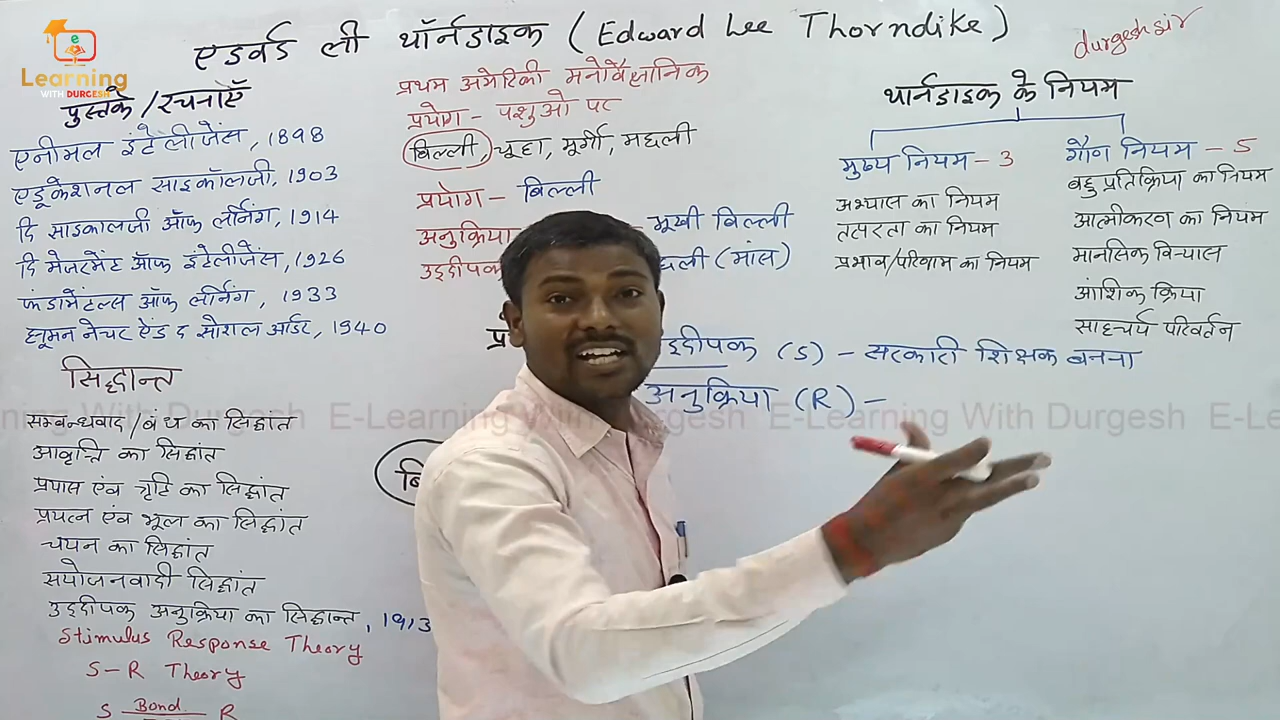 एडवर्ड ली थॉर्नडाइक (Edward Lee Thorndike)
durgesh sir
e
Learning
WITH DURGESH
पुस्तके/रचनाएँ
एनीमल इंटेलीजेंस, 1898
एडूकेशनल साइकॉलजी, 1903
दि साइकालजी ऑफ लर्निंग, 1914
दि मेजरमेंट ऑफ इंटेलीजेंस, 1926
फंडामेंटल्स ऑफ लर्निंग, 1933
ह्यूमन नेचर ऐंड द सोशल आर्डर, 1940
सिद्धान्त
सम्बन्धवाद/बंध का सिद्धांत
आवृत्ति का सिद्धांत
प्रयास एंव त्रुटि का सिद्धांत
प्रयत्न एंव भूल का सिद्धांत
चयन का सिद्धांत
सयोजनवादी सिद्धांत
उद्दीपक अनुक्रिया का सिद्धान्त, 1913
Stimulus Response Theory
S-R Theory
S Bond R
प्रथम अमेरिकी मनोवैज्ञानिक
प्रयोग - पशुओ पर
बिल्ली, चूहा, मूर्गी, मछली
प्रयोग - बिल्ली
अनुक्रिया - भूखी बिल्ली
उद्दीपक छली (मांस)
उद्दीपक (S) - सरकारी शिक्षक बनना
अनुक्रिया (R) -
बि
थार्नडाइक के नियम
मुख्य नियम - 3
अभ्यास का नियम
तत्परता का नियम
प्रभाव/परिणाम का नियम
गौण नियम - 5
बहु प्रतिक्रिया का नियम
आत्मीकरण का नियम
मानसिक विन्यास
आंशिक क्रिया
साहचर्य परिवर्तन
rning With Durgesh E-Learning With Durgesh E-Learning With Durgesh E-Le